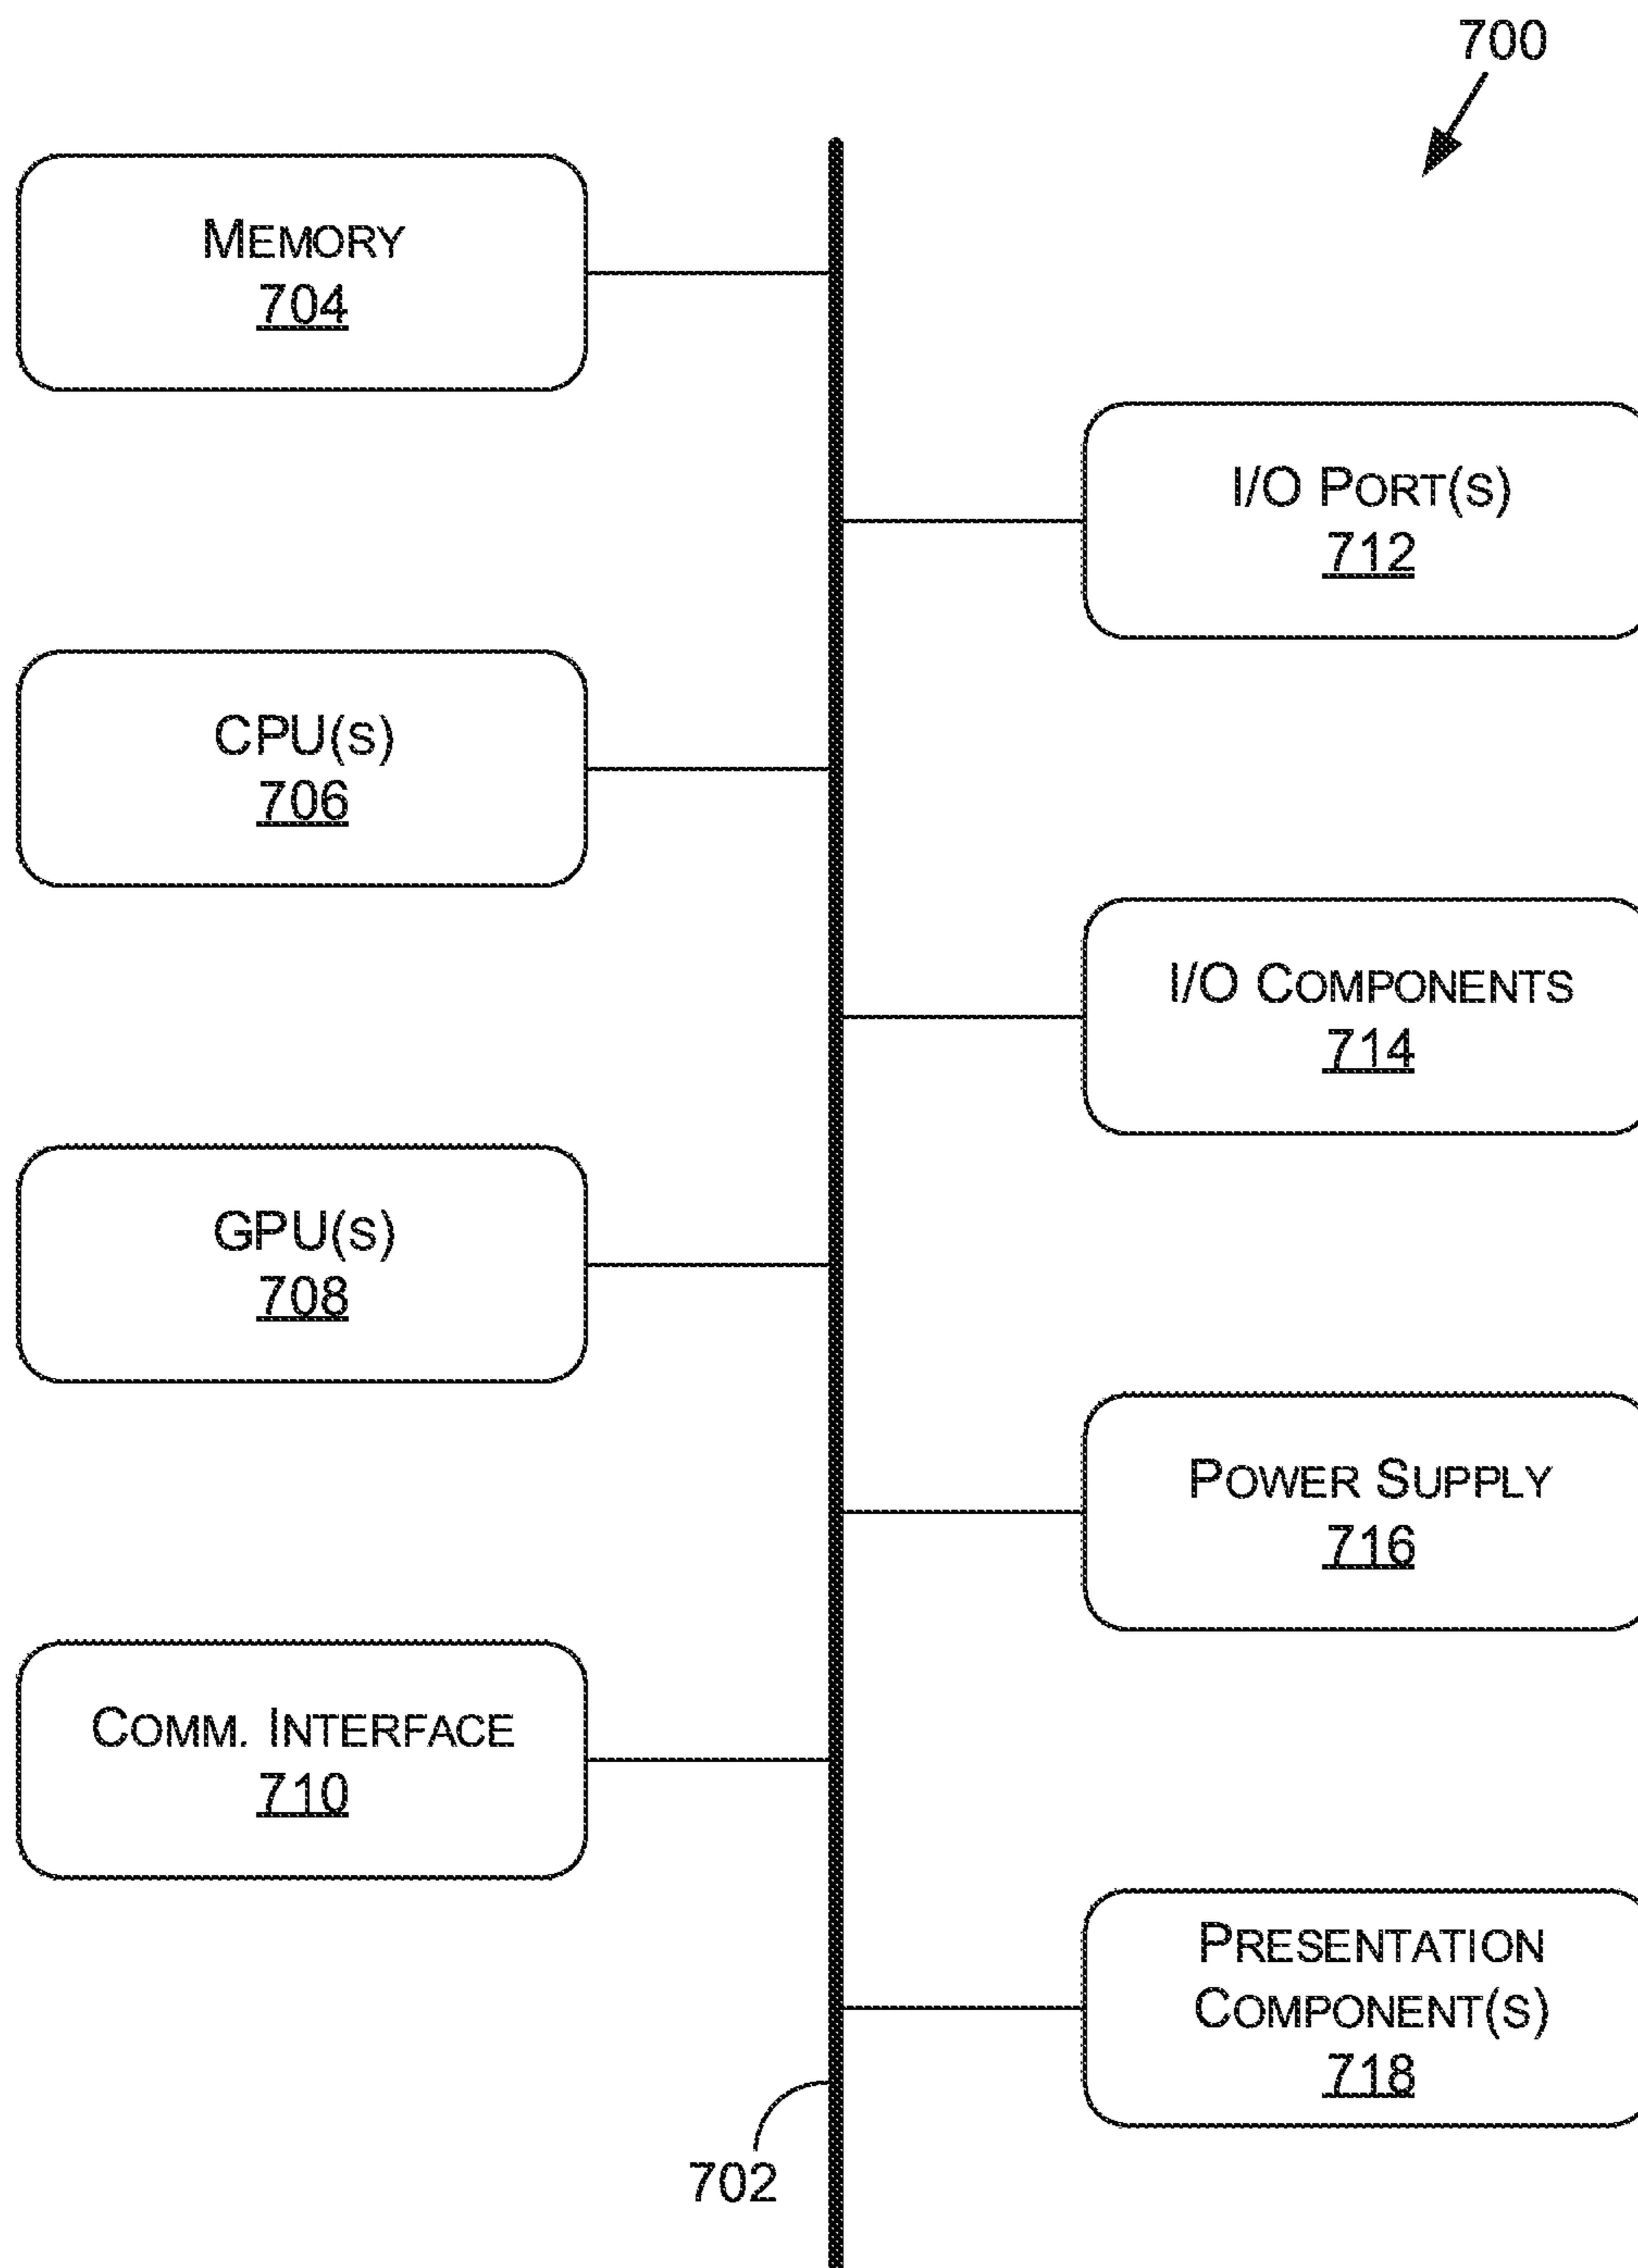 700
MEMORY
704
I/O PORT(S)
712
CPU(S)
706
I/O COMPONENTS
714
GPU(S)
708
POWER SUPPLY
716
COMM. INTERFACE
710
PRESENTATION
COMPONENT(S)
718
702